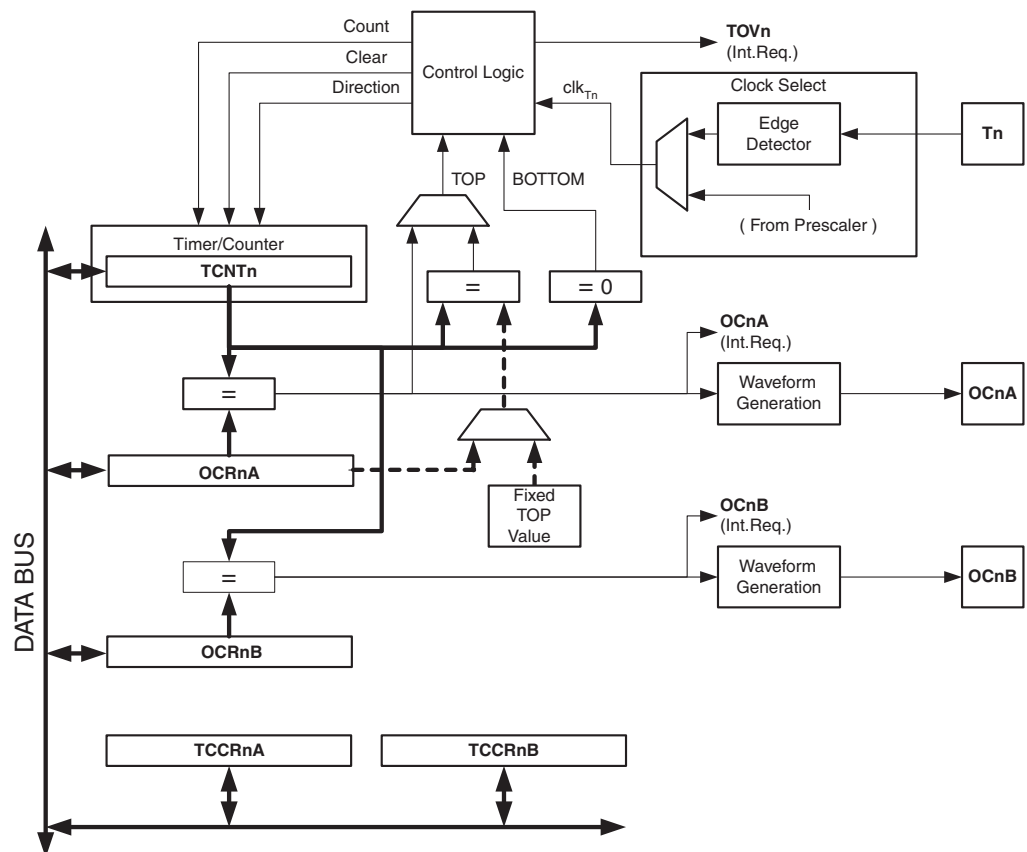 Count
Clear
Direction
Control Logic
TOVn
(Int.Req.)
clkTn
Clock Select
Edge
Detector
Tn
( From Prescaler )
TOP
BOTTOM
Timer/Counter
TCNTn
=
= 0
OCnA
(Int.Req.)
=
Waveform
Generation
OCnA
OCRnA
Fixed
TOP
Value
OCnB
(Int.Req.)
=
Waveform
Generation
OCnB
OCRnB
DATA BUS
TCCRnA
TCCRnB